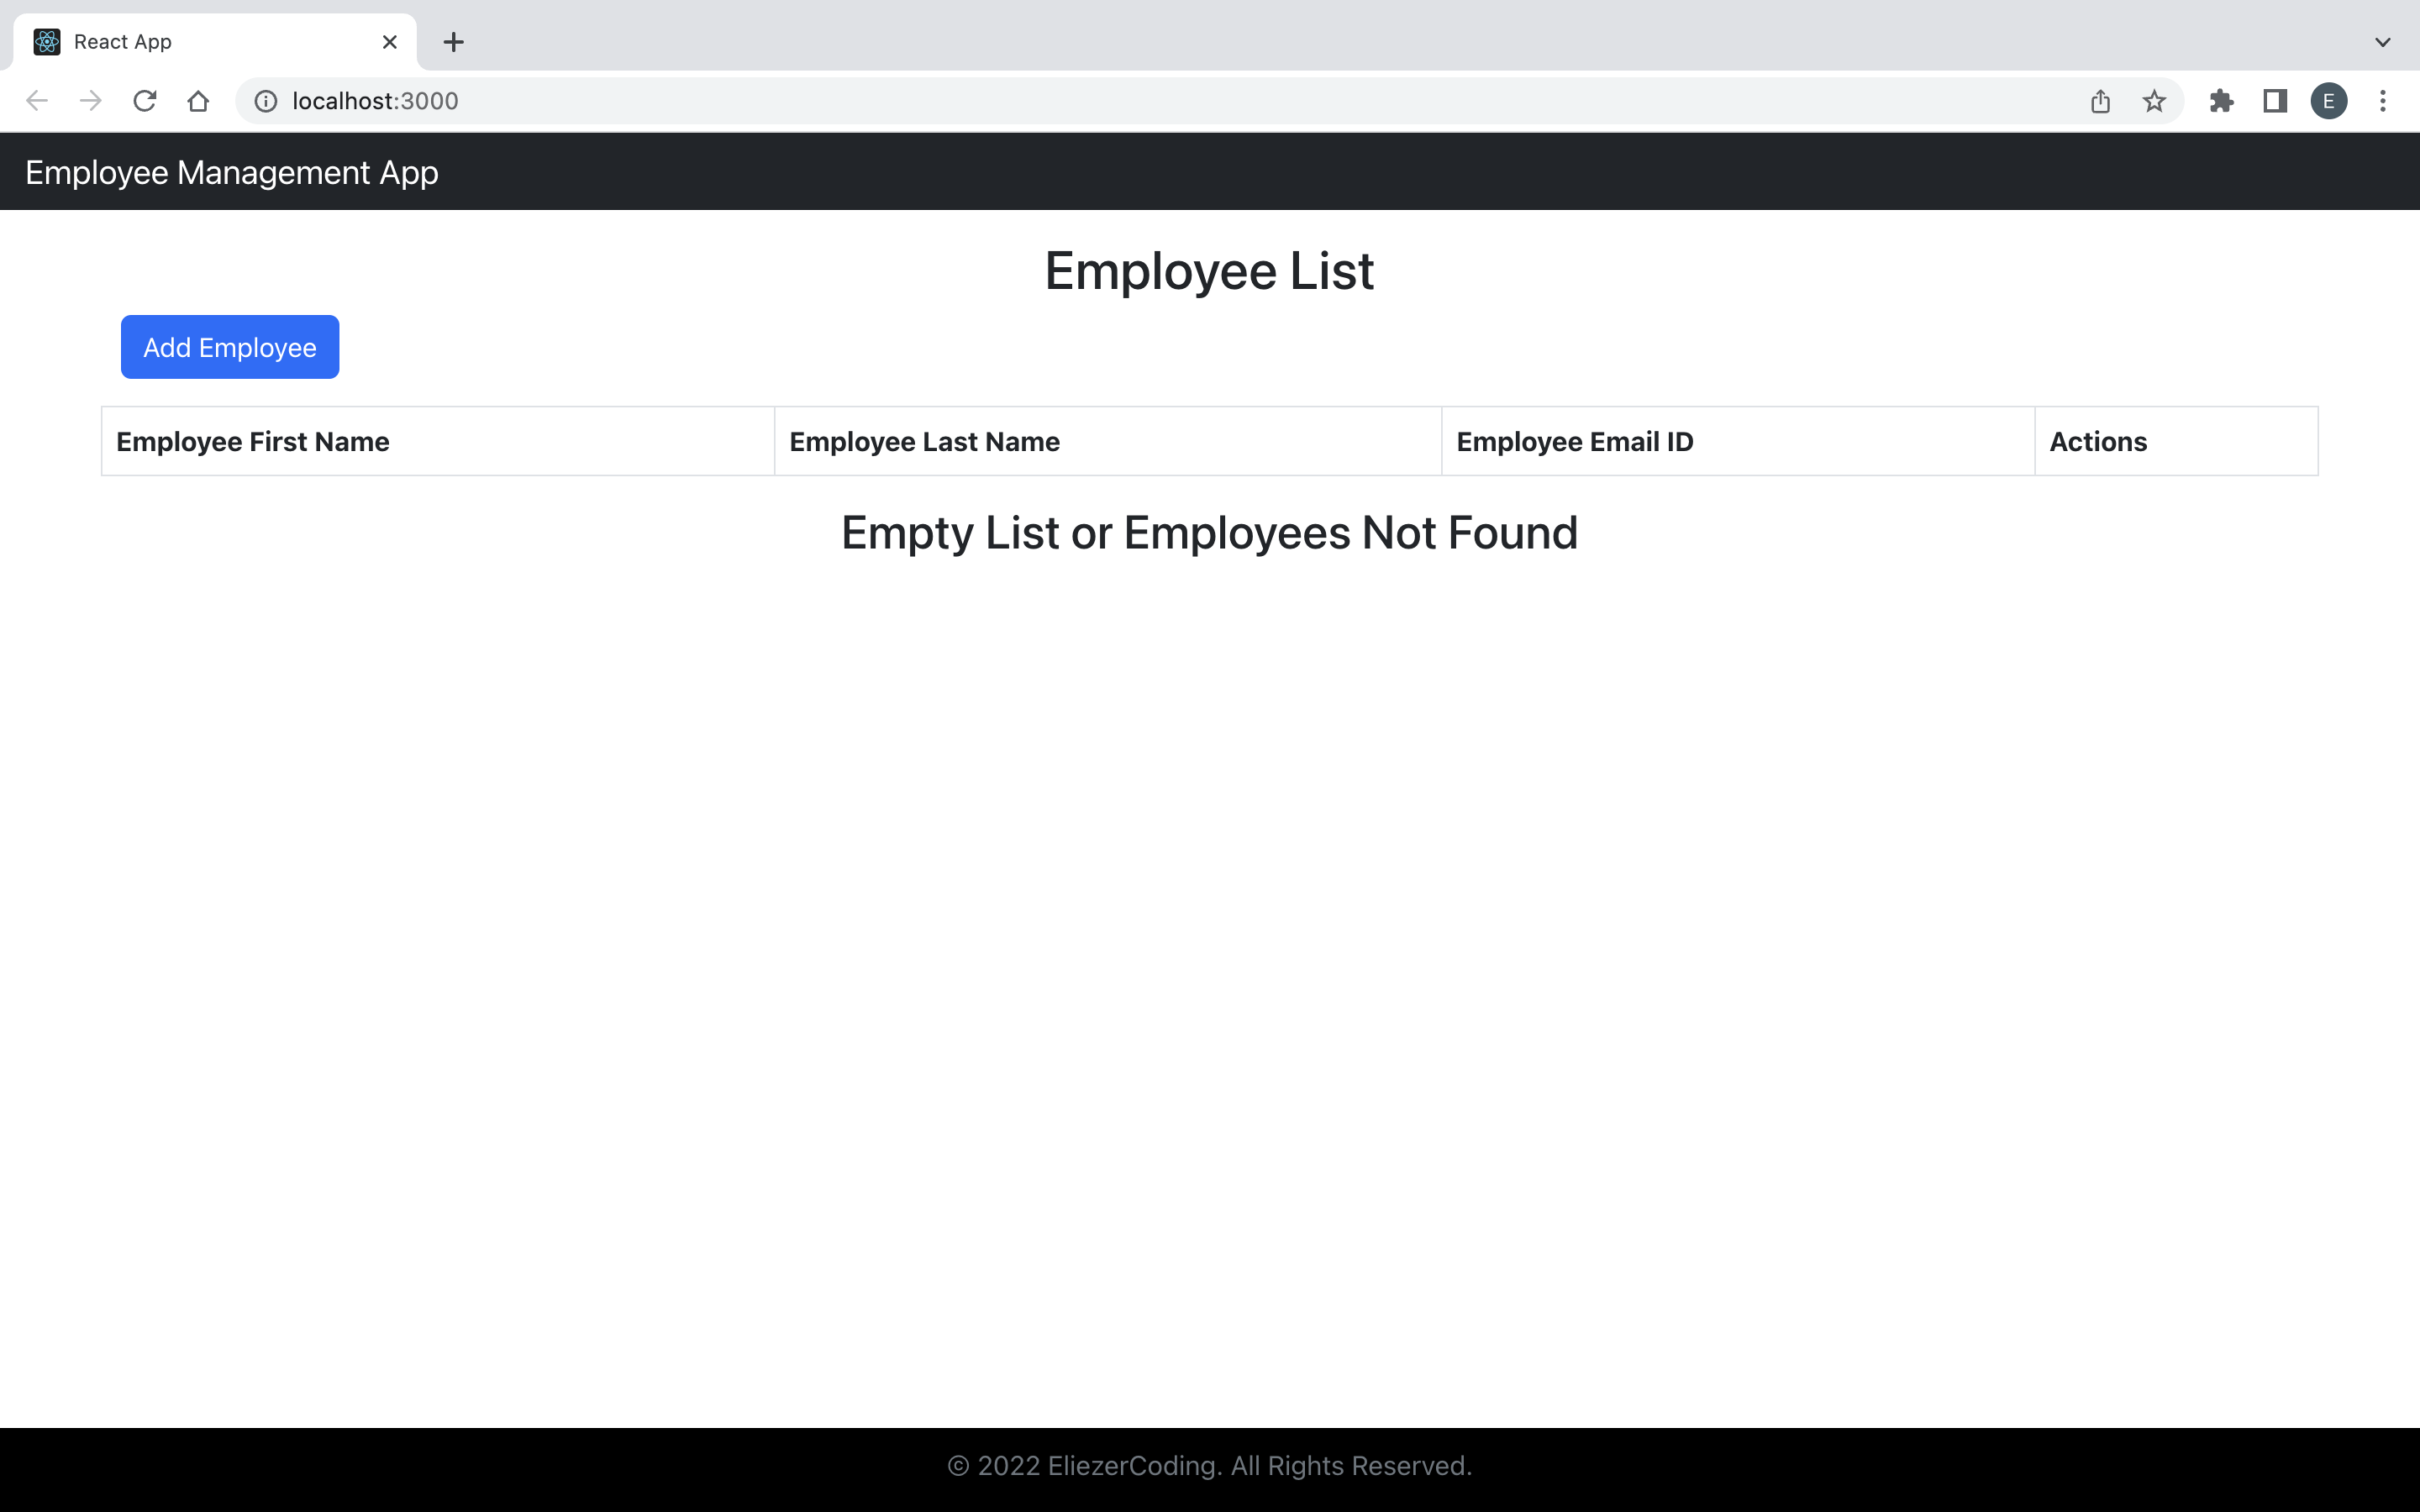 React App
localhost:3000
E
Employee Management App
Employee List
Add Employee
Employee First Name Employee Last Name Employee Email ID Actions
Empty List or Employees Not Found
© 2022 EliezerCoding. All Rights Reserved.